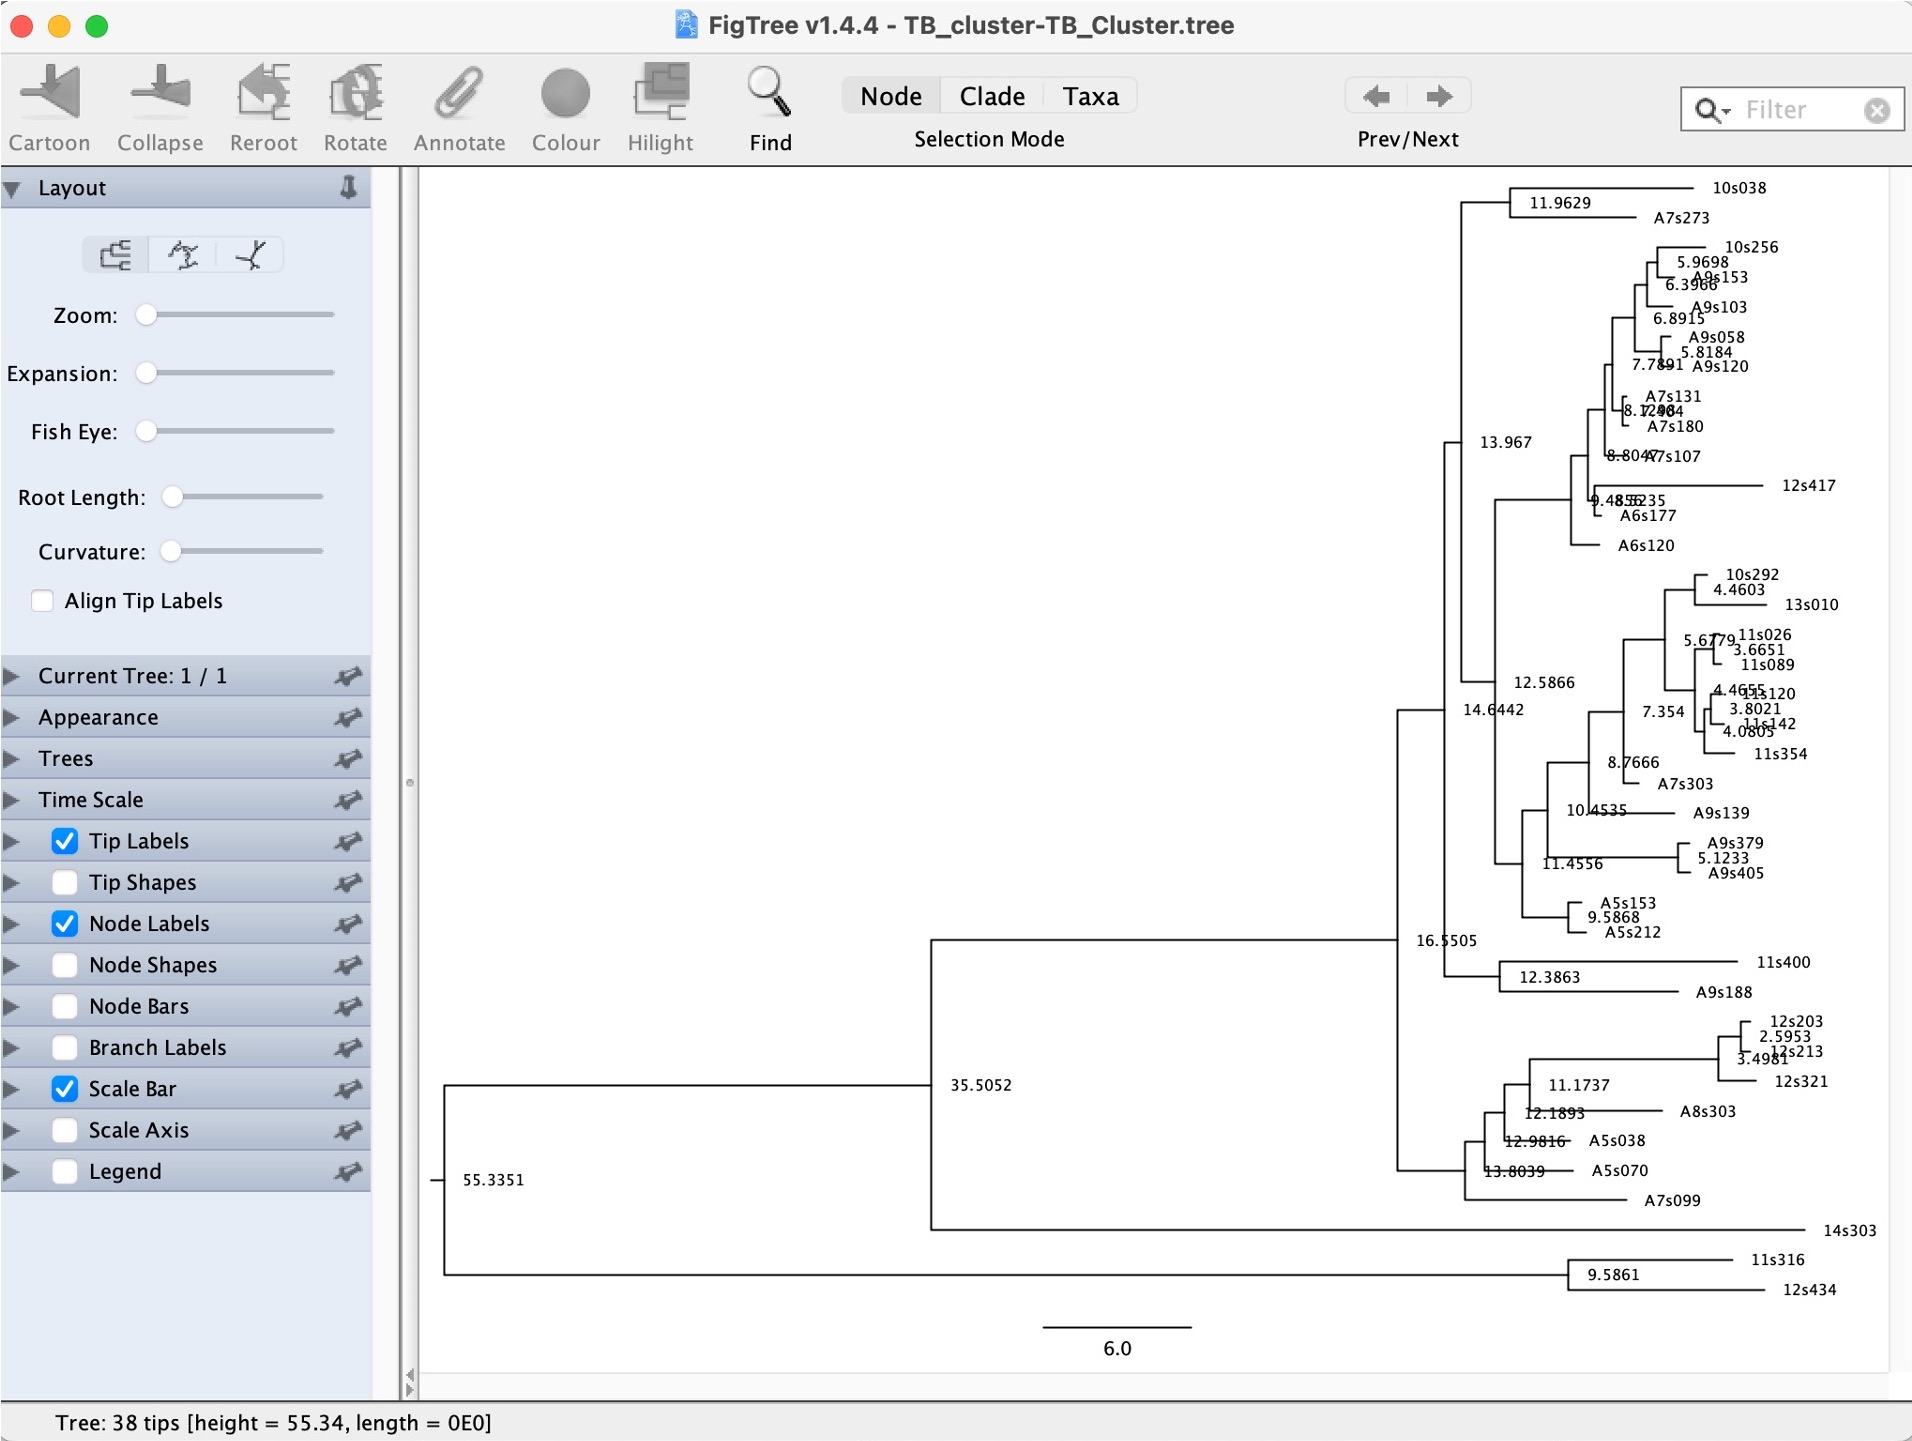 FigTree v1.4.4 - TB_cluster-TB_Cluster.tree
Cartoon Collapse Reroot Rotate Annotate Colour Hilight Find
Node Clade Taxa
Selection Mode
Prev/Next
Filter
Layout
Zoom:
Expansion:
Fish Eye:
Root Length:
Curvature:
Align Tip Labels
Current Tree: 1 / 1
Appearance
Trees
Time Scale
Tip Labels
Tip Shapes
Node Labels
Node Shapes
Node Bars
Branch Labels
Scale Bar
Scale Axis
Legend
10s038
11.9629
A7s273
10s256
5.9698
A9s153
6.3966
A9s103
6.8915
A9s058
5.8184
7.7891
A9s120
A7s131
A7s180
8.8047
A7s107
12s417
A6s177
A6s120
13.967
10s292
4.4603
13s010
11s026
5.6779
3.6651
11s089
12.5866
4.4655
11s120
3.8021
14.6442
7.354
11s142
4.0805
11s354
8.7666
A7s303
10.4535
A9s139
A9s379
5.1233
11.4556
A9s405
A5s153
9.5868
A5s212
16.5505
11s400
12.3863
A9s188
12s203
2.5953
12s213
3.4981
12s321
35.5052
11.1737
A8s303
12.1893
A5s038
12.9816
A5s070
13.8039
55.3351
A7s099
14s303
11s316
9.5861
12s434
6.0
Tree: 38 tips [height = 55.34, length = 0E0]